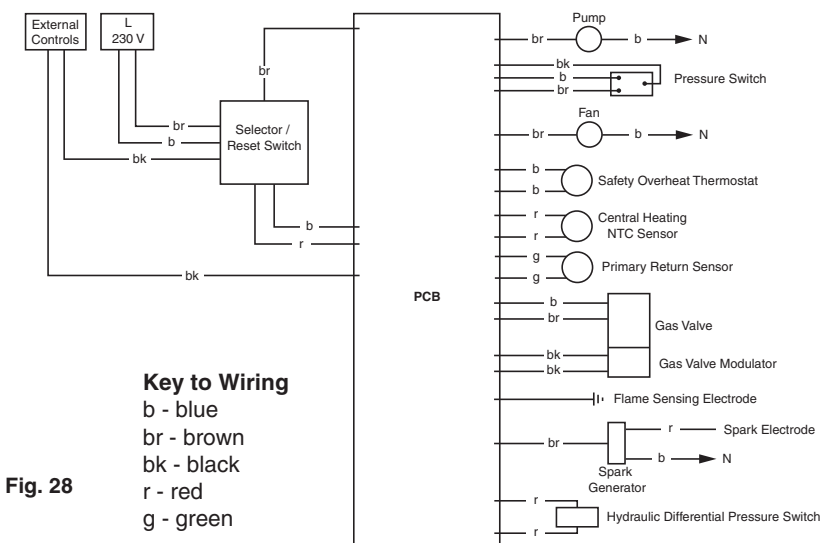 External
Controls
L
230 V
br
br
b
bk
Selector /
Reset Switch
b
r
bk
PCB
Pump
br
b
N
bk
b
br
Pressure Switch
Fan
br
b
N
b
b
Safety Overheat Thermostat
r
r
Central Heating
NTC Sensor
g
g
Primary Return Sensor
b
br
Gas Valve
bk
bk
Gas Valve Modulator
Flame Sensing Electrode
br
r
Spark Electrode
b
N
Spark
Generator
r
r
Hydraulic Differential Pressure Switch
Key to Wiring
b - blue
br - brown
bk - black
r - red
g - green
Fig. 28